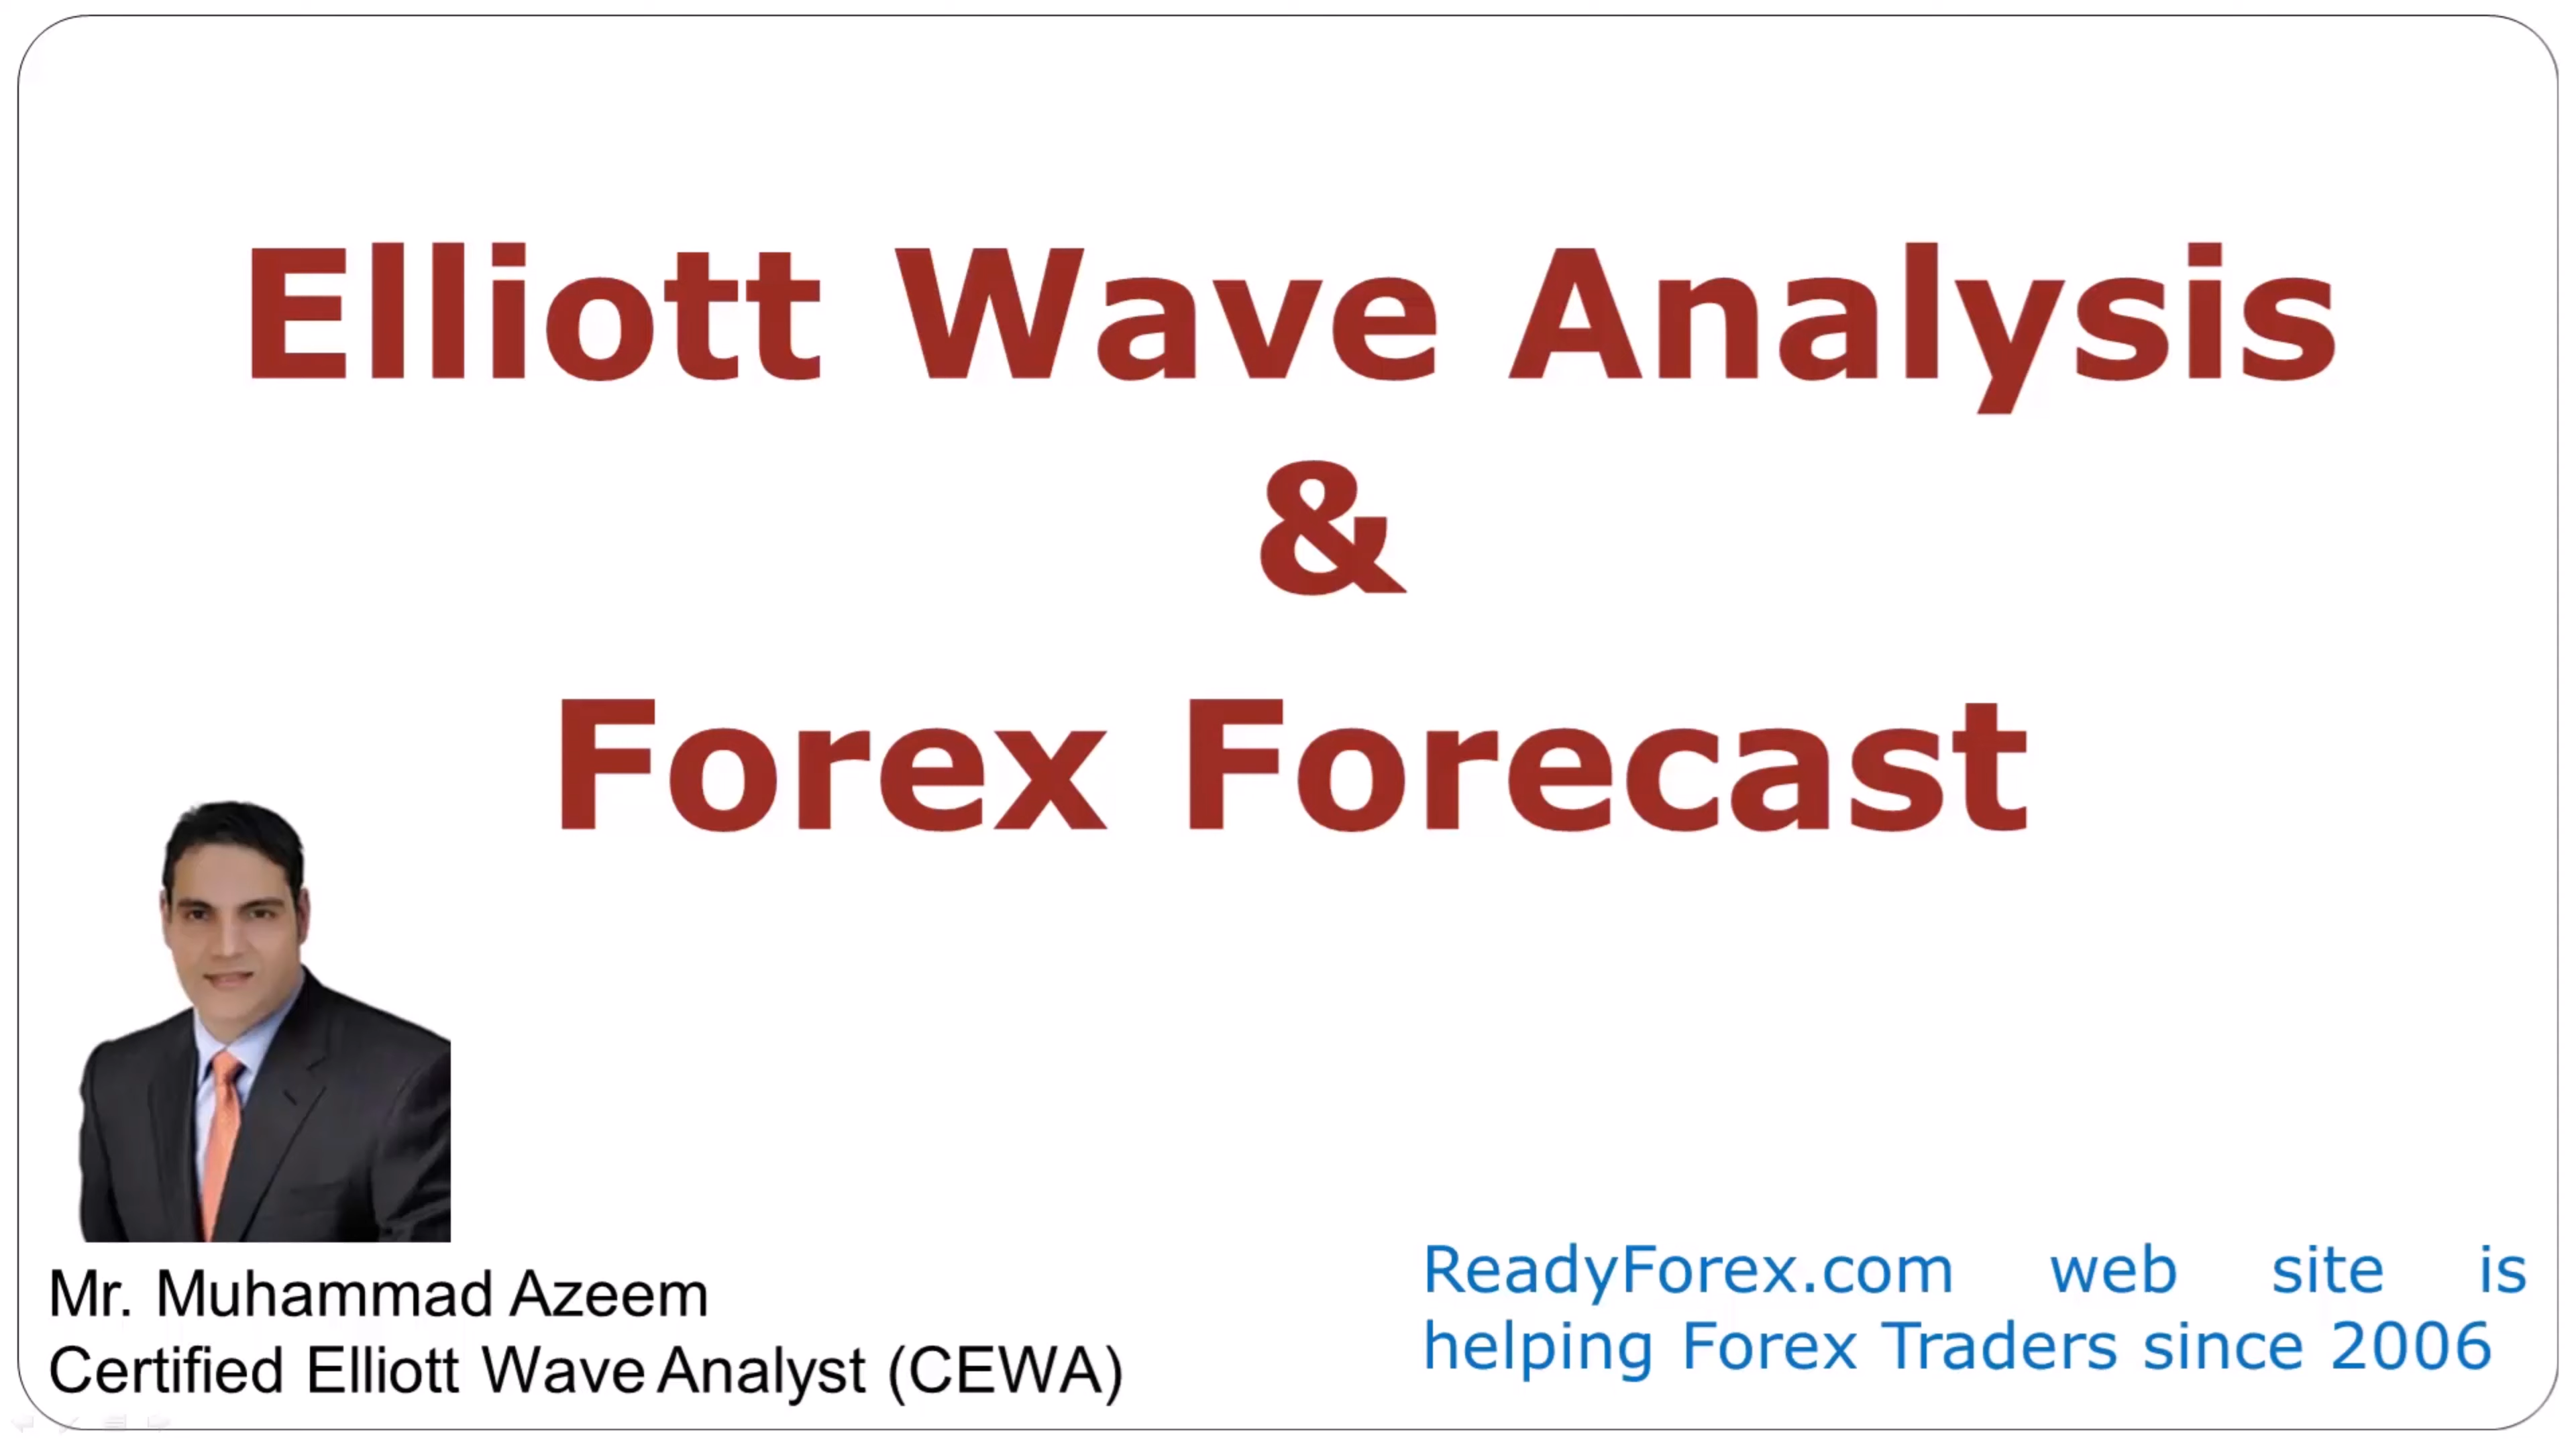 Elliott Wave Analysis
&
Forex Forecast
Mr. Muhammad Azeem
Certified Elliott Wave Analyst (CEWA)
ReadyForex.com web site is
helping Forex Traders since 2006